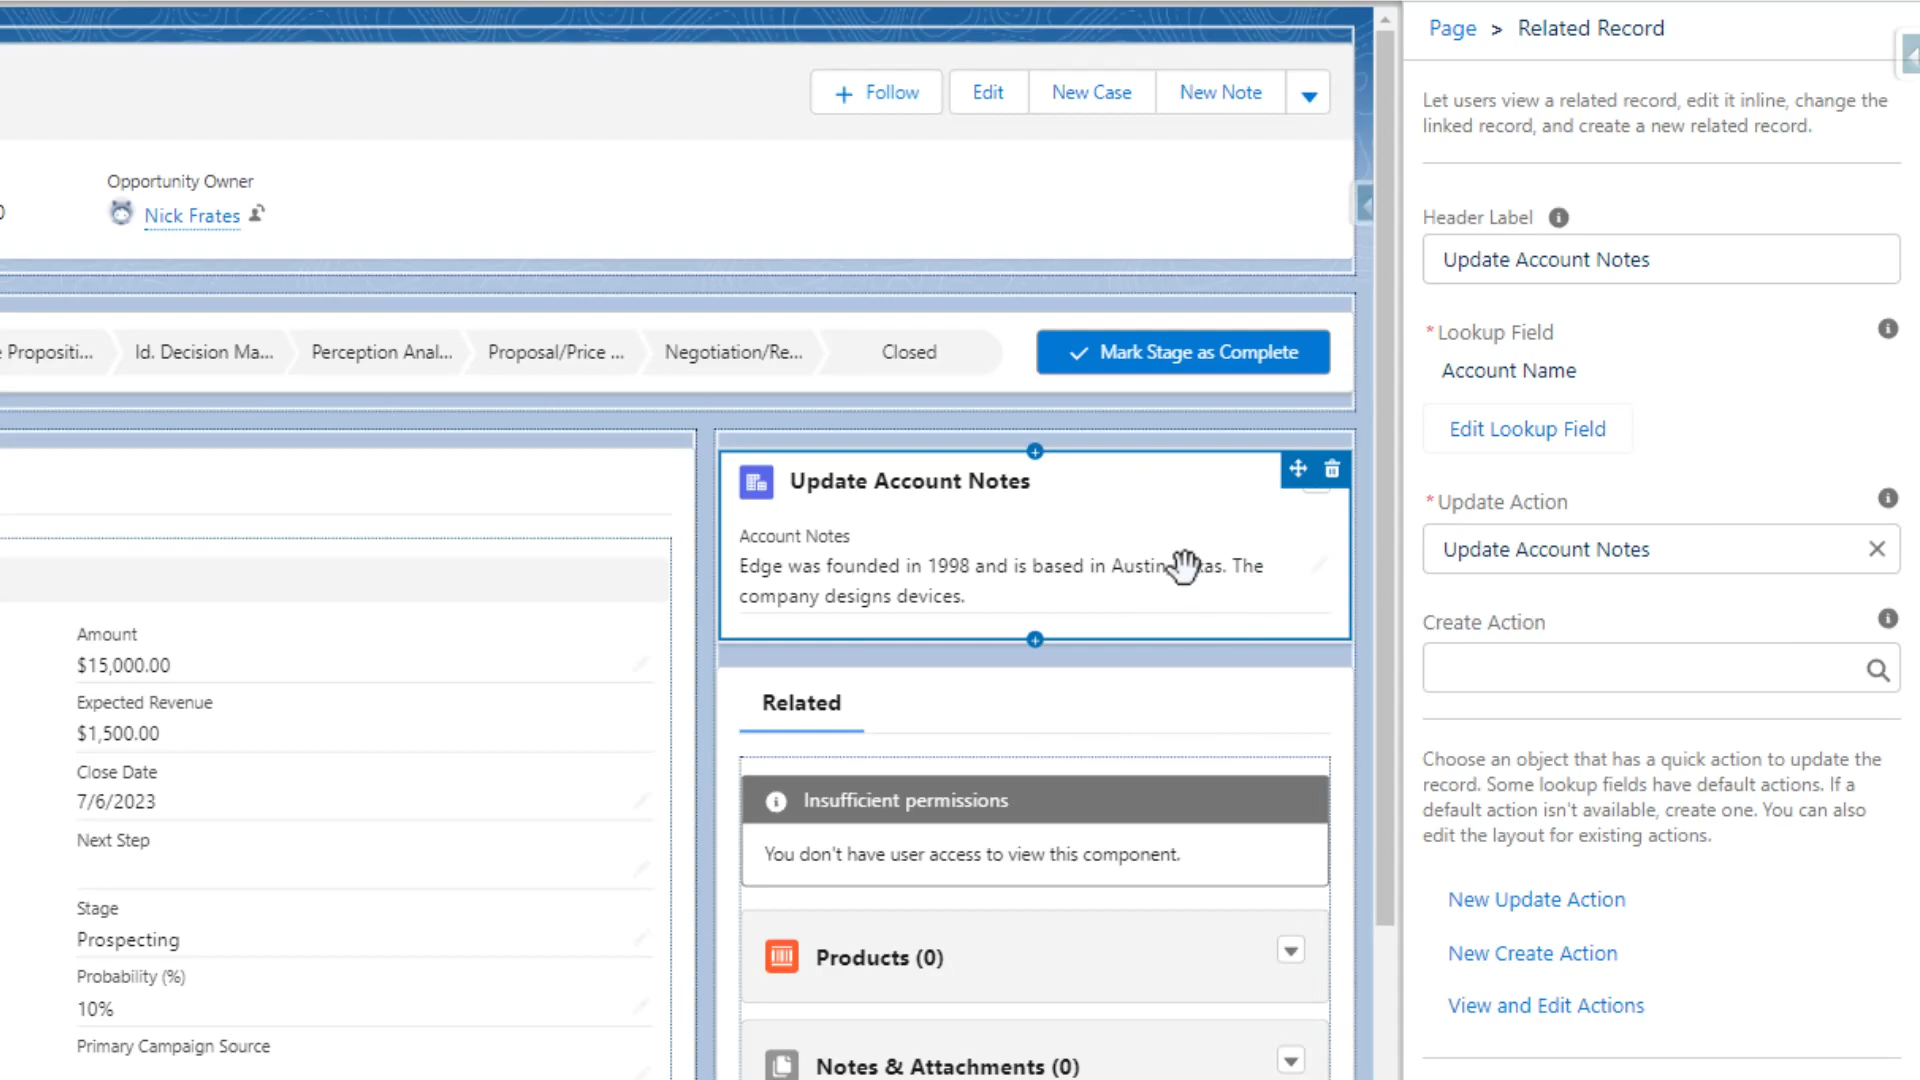 Follow
Edit
New Case
New Note
Opportunity Owner
Nick Frates
Propositi...
Id. Decision Ma...
Perception Anal...
Proposal/Price ...
Negotiation/Re...
Closed
Mark Stage as Complete
Amount
$15,000.00
Expected Revenue
$1,500.00
Close Date
7/6/2023
Next Step
Stage
Prospecting
Probability (%)
10%
Primary Campaign Source
Update Account Notes
Account Notes
Edge was founded in 1998 and is based in Austin The
company designs devices.
Related
Insufficient permissions
You don't have user access to view this component.
Products (0)
Notes & Attachments (0)
Page > Related Record
Let users view a related record, edit it inline, change the
linked record, and create a new related record.
Header Label
Update Account Notes
*Lookup Field
Account Name
Edit Lookup Field
*Update Action
Update Account Notes
Create Action
Choose an object that has a quick action to update the
record. Some lookup fields have default actions. If a
default action isn't available, create one. You can also
edit the layout for existing actions.
New Update Action
New Create Action
View and Edit Actions